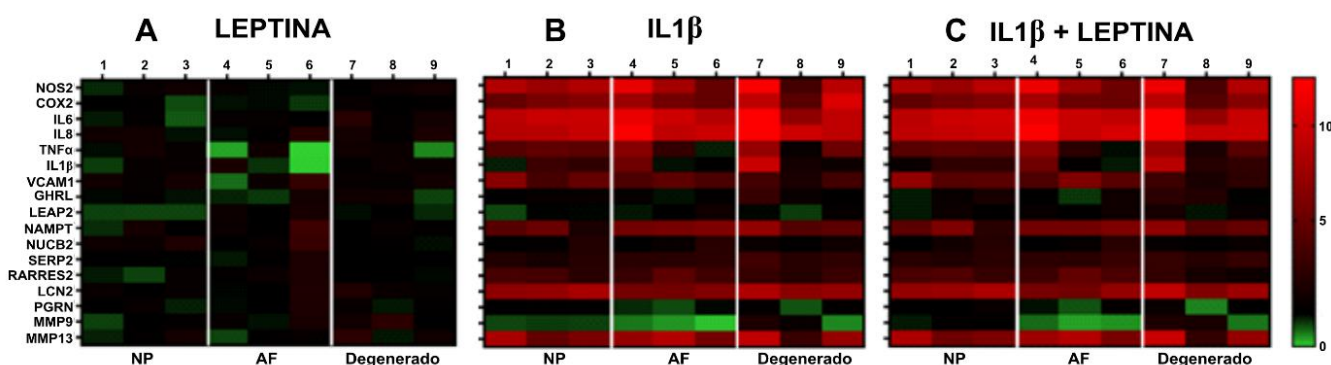 A LEPTINA
B IL1β
C IL1β + LEPTINA
1 2 3 4 5 6 7 8 9
1 2 3 4 5 6 7 8 9
1 2 3 4 5 6 7 8 9
NOS2
COX2
IL6
IL8
TNFα
IL1β
VCAM1
GHRL
LEAP2
NAMPT
NUCB2
SERP2
RARRES2
LCN2
PGRN
MMP9
MMP13
10
5
0
NP AF Degenerado
NP AF Degenerado
NP AF Degenerado